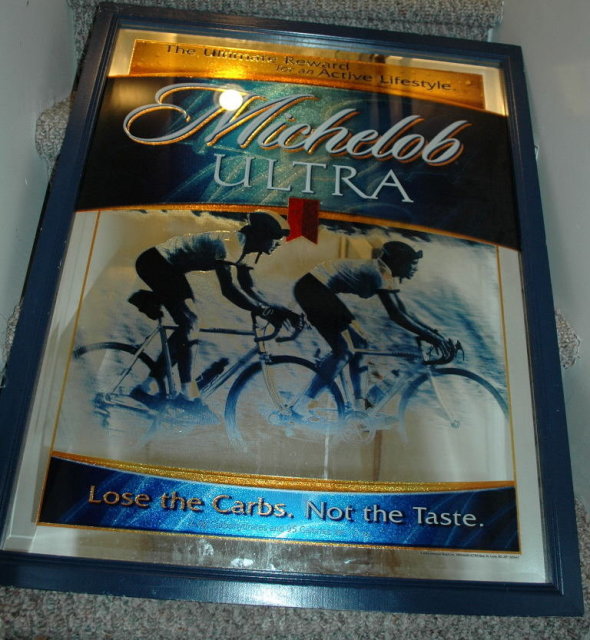 The Ultimate Reward
for an Active Lifestyle.
Michelob
ULTRA
Lose the Carbs. Not the Taste.